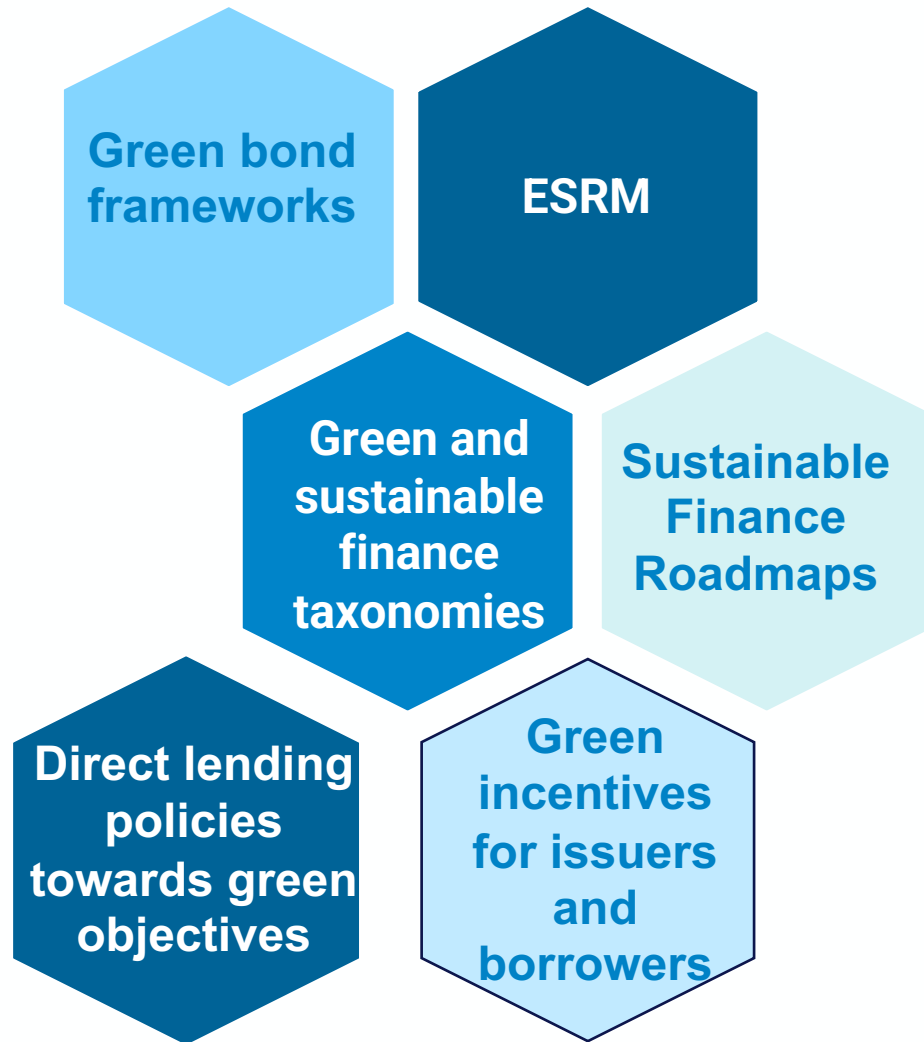 Green bond
frameworks
ESRM
Green and
sustainable
finance
taxonomies
Sustainable
Finance
Roadmaps
Direct lending
policies
towards green
objectives
Green
incentives
for issuers
and
borrowers